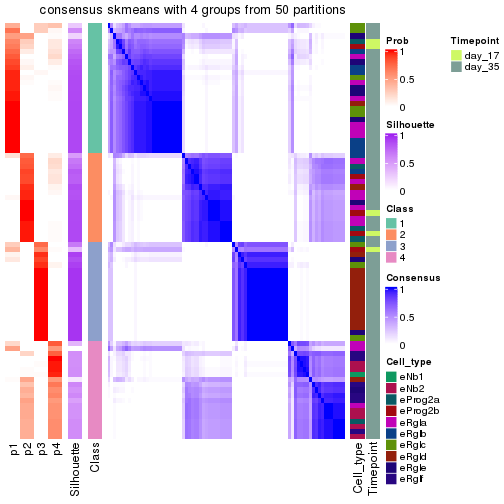 consensus skmeans with 4 groups from 50 partitions
Prob
1
0.5
0
Silhouette
1
0.5
0
Class
1
2
3
4
Consensus
1
0.5
0
Cell_type
eNb1
eNb2
eProg2a
eProg2b
eRgla
eRglb
eRglc
eRgld
eRgle
eRglf
Timepoint
day_17
day_35
p1
p2
p3
p4
Silhouette
Class
Cell_type
Timepoint